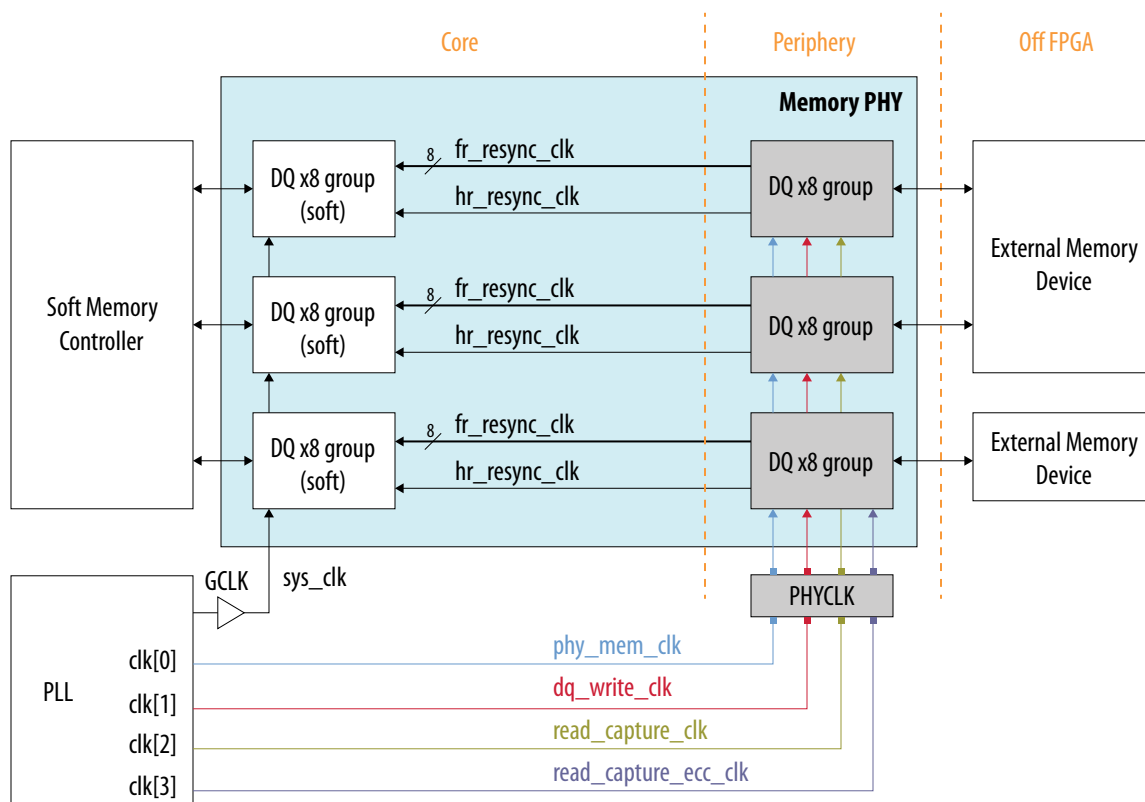 Core
Periphery
Off FPGA
Memory PHY
Soft Memory
Controller
DQ x8 group
(soft)
8
fr_resync_clk
hr_resync_clk
DQ x8 group
External Memory
Device
DQ x8 group
(soft)
8
fr_resync_clk
hr_resync_clk
DQ x8 group
DQ x8 group
(soft)
8
fr_resync_clk
hr_resync_clk
DQ x8 group
External Memory
Device
GCLK
sys_clk
PHYCLK
PLL
clk[0]
phy_mem_clk
clk[1]
dq_write_clk
clk[2]
read_capture_clk
clk[3]
read_capture_ecc_clk